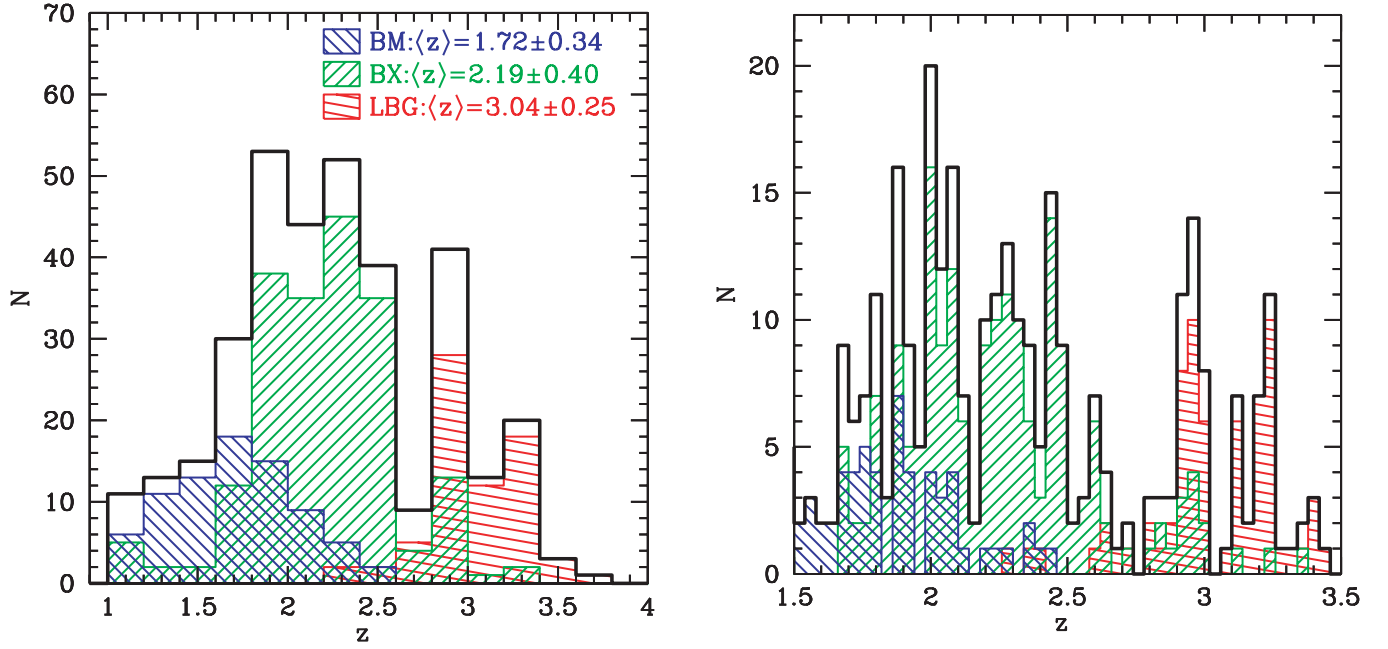 70
60
50
40
30
20
10
0
N
BM:⟨z⟩=1.72±0.34
BX:⟨z⟩=2.19±0.40
LBG:⟨z⟩=3.04±0.25
1 1.5 2 2.5 3 3.5 4
z
20
15
10
5
0
N
1.5 2 2.5 3 3.5
z